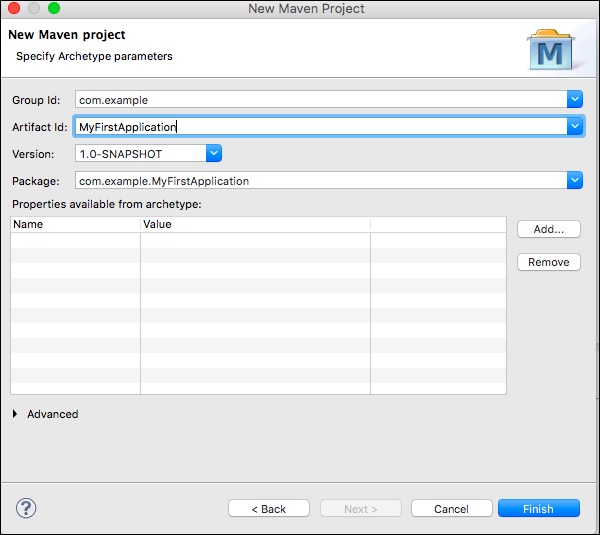 New Maven Project
New Maven project
Specify Archetype parameters
M
Group Id: com.example
Artifact Id: MyFirstApplication
Version: 1.0-SNAPSHOT
Package: com.example.MyFirstApplication
Properties available from archetype:
Name Value
Add...
Remove
Advanced
? < Back Next > Cancel Finish